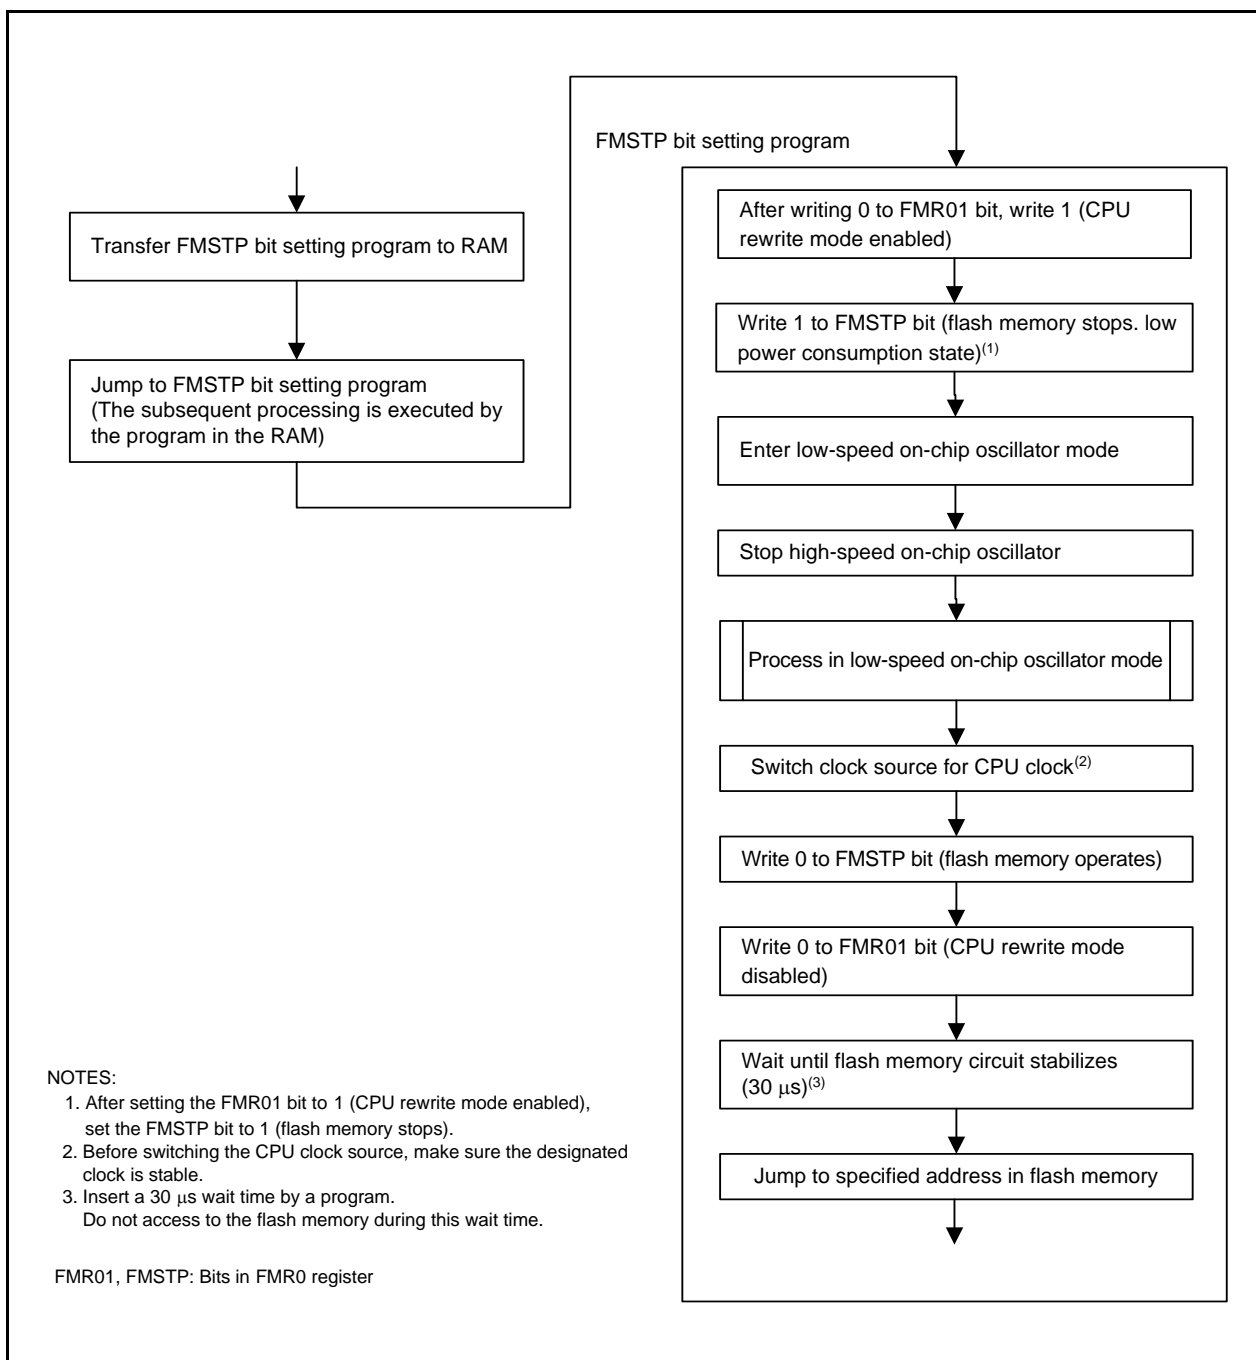 Transfer FMSTP bit setting program to RAM
Jump to FMSTP bit setting program
(The subsequent processing is executed by
the program in the RAM)
FMSTP bit setting program
After writing 0 to FMR01 bit, write 1 (CPU
rewrite mode enabled)
Write 1 to FMSTP bit (flash memory stops. low
power consumption state)(1)
Enter low-speed on-chip oscillator mode
Stop high-speed on-chip oscillator
Process in low-speed on-chip oscillator mode
Switch clock source for CPU clock(2)
Write 0 to FMSTP bit (flash memory operates)
Write 0 to FMR01 bit (CPU rewrite mode
disabled)
Wait until flash memory circuit stabilizes
(30 μs)(3)
Jump to specified address in flash memory
NOTES:
1. After setting the FMR01 bit to 1 (CPU rewrite mode enabled),
set the FMSTP bit to 1 (flash memory stops).
2. Before switching the CPU clock source, make sure the designated
clock is stable.
3. Insert a 30 μs wait time by a program.
Do not access to the flash memory during this wait time.
FMR01, FMSTP: Bits in FMR0 register